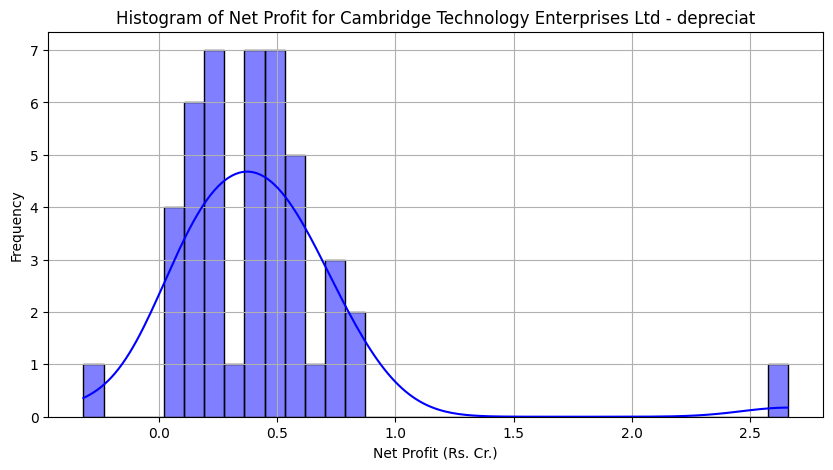 Histogram of Net Profit for Cambridge Technology Enterprises Ltd - depreciat
Frequency
7
6
5
4
3
2
1
0
0.0 0.5 1.0 1.5 2.0 2.5
Net Profit (Rs. Cr.)